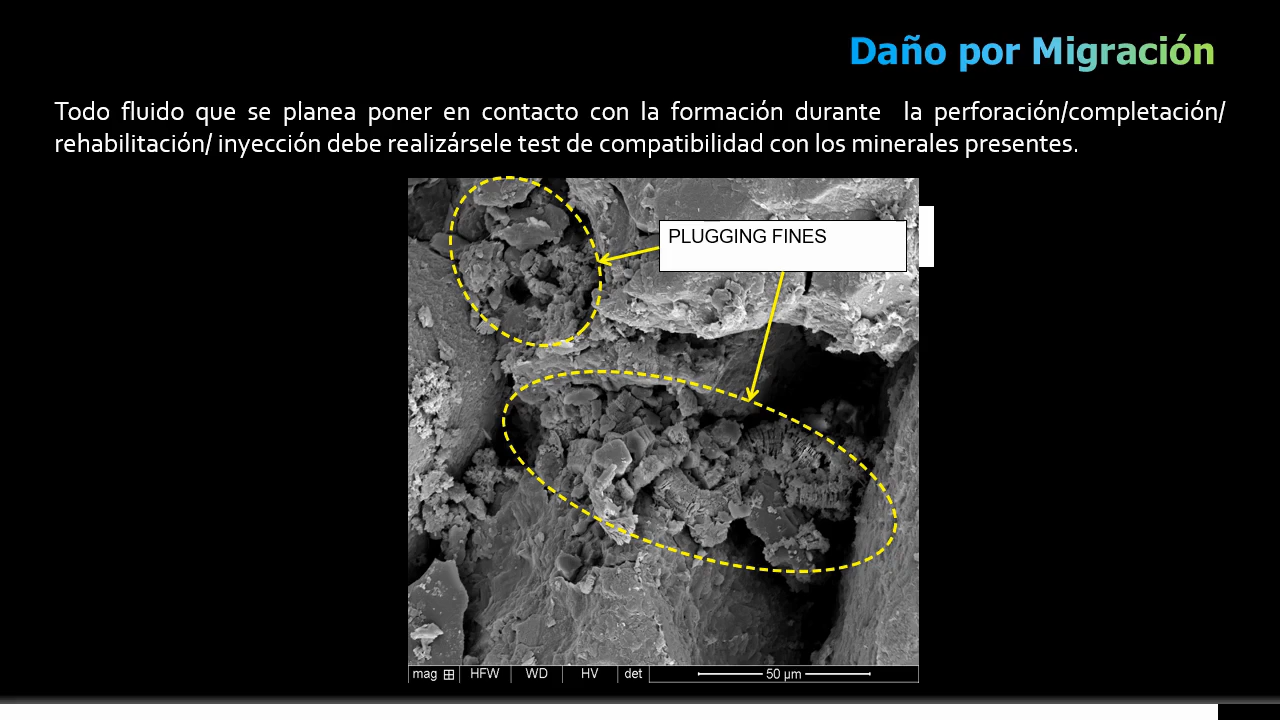 Daño por Migración
Todo fluido que se planea poner en contacto con la formación durante la perforación/completación/
rehabilitación/ inyección debe realizársele test de compatibilidad con los minerales presentes.
PLUGGING FINES
mag HFW WD HV det 50 µm